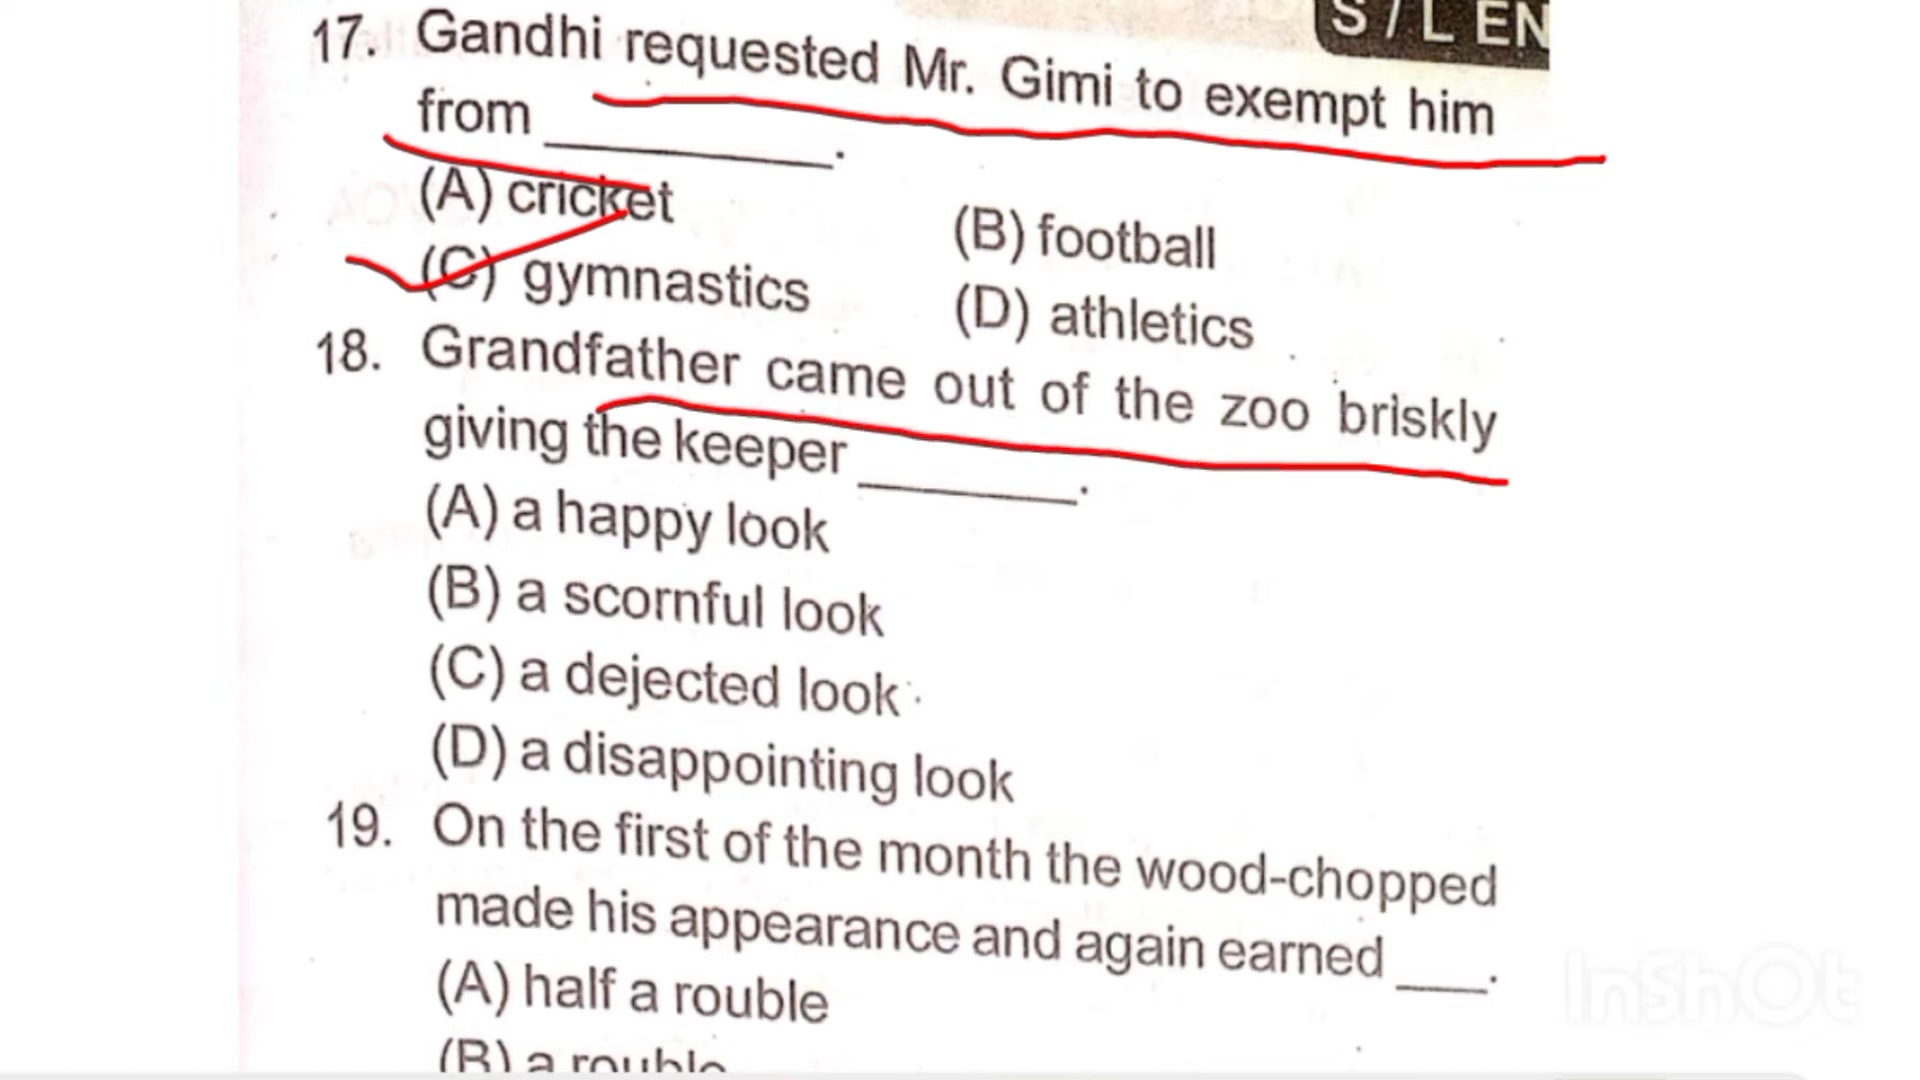 S / L EN
17. Gandhi requested Mr. Gimi to exempt him
from ________.
(A) cricket
(B) football
(C) gymnastics
(D) athletics
18. Grandfather came out of the zoo briskly
giving the keeper ________.
(A) a happy look
(B) a scornful look
(C) a dejected look
(D) a disappointing look
19. On the first of the month the wood-chopped
made his appearance and again earned ____.
(A) half a rouble
(B) a rouble
InShOt